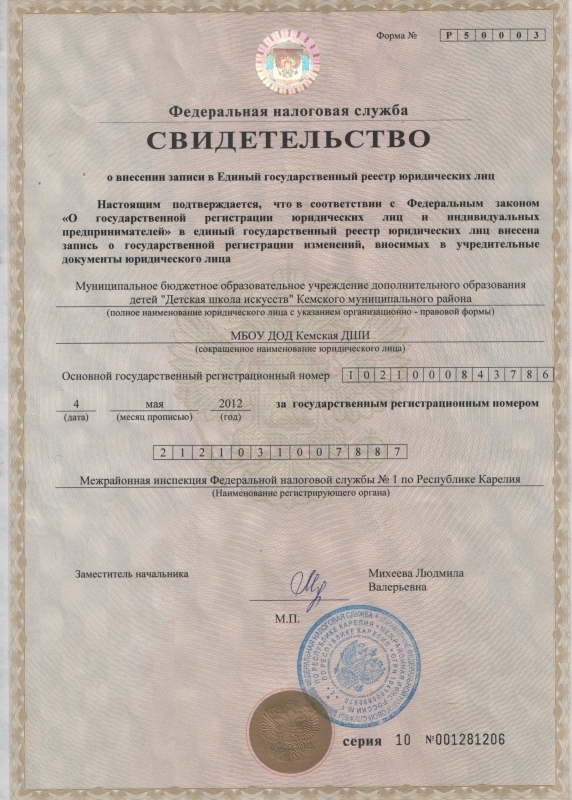 Форма № Р 5 0 0 0 3
Федеральная налоговая служба
СВИДЕТЕЛЬСТВО
о внесении записи в Единый государственный реестр юридических лиц
Настоящим подтверждается, что в соответствии с Федеральным законом
«О государственной регистрации юридических лиц и индивидуальных
предпринимателей» в единый государственный реестр юридических лиц внесена
запись о государственной регистрации изменений, вносимых в учредительные
документы юридического лица
Муниципальное бюджетное образовательное учреждение дополнительного образования
детей "Детская школа искусств" Кемского муниципального района
(полное наименование юридического лица с указанием организационно - правовой формы)
МБОУ ДОД Кемская ДШИ
(сокращенное наименование юридического лица)
Основной государственный регистрационный номер 1 0 2 1 0 0 0 8 4 3 7 8 6
4 мая 2012 за государственным регистрационным номером
(дата) (месяц прописью) (год)
2 1 2 1 0 3 1 0 0 7 8 8 7
Межрайонная инспекция Федеральной налоговой службы № 1 по Республике Карелия
(Наименование регистрирующего органа)
Заместитель начальника
Михеева Людмила
Валерьевна
М.П.
ФЕДЕРАЛЬНАЯ НАЛОГОВАЯ СЛУЖБА
ПО РЕСПУБЛИКЕ КАРЕЛИЯ
серия 10 №001281206